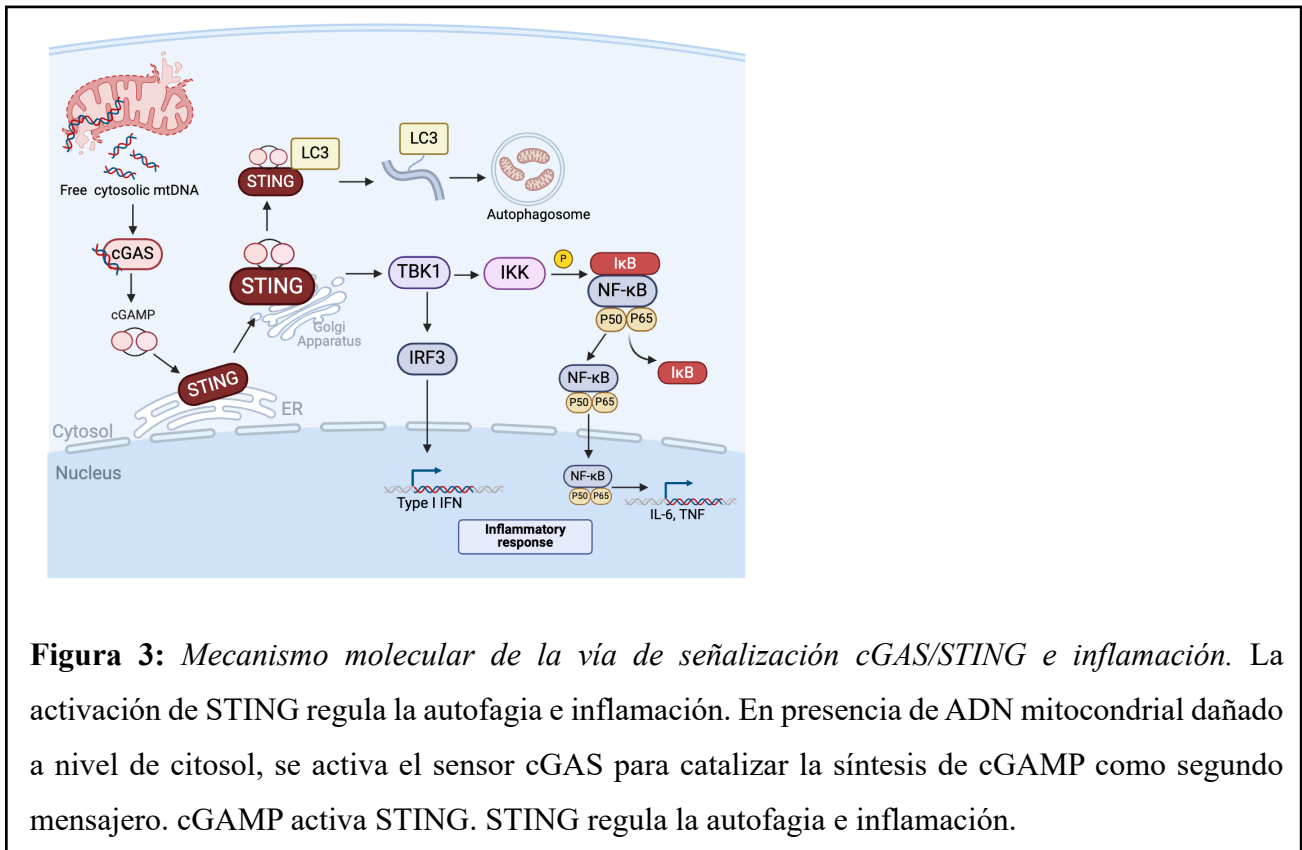 LC3
LC3
STING
Free cytosolic mtDNA
Autophagosome
cGAS
STING
TBK1
IKK
P
IκB
NF-κB
P50 P65
cGAMP
Golgi
Apparatus
IRF3
IκB
NF-κB
P50 P65
STING
ER
Cytosol
Nucleus
NF-κB
P50 P65
Type I IFN
IL-6, TNF
Inflammatory
response
Figura 3: Mecanismo molecular de la vía de señalización cGAS/STING e inflamación. La
activación de STING regula la autofagia e inflamación. En presencia de ADN mitocondrial dañado
a nivel de citosol, se activa el sensor cGAS para catalizar la síntesis de cGAMP como segundo
mensajero. cGAMP activa STING. STING regula la autofagia e inflamación.